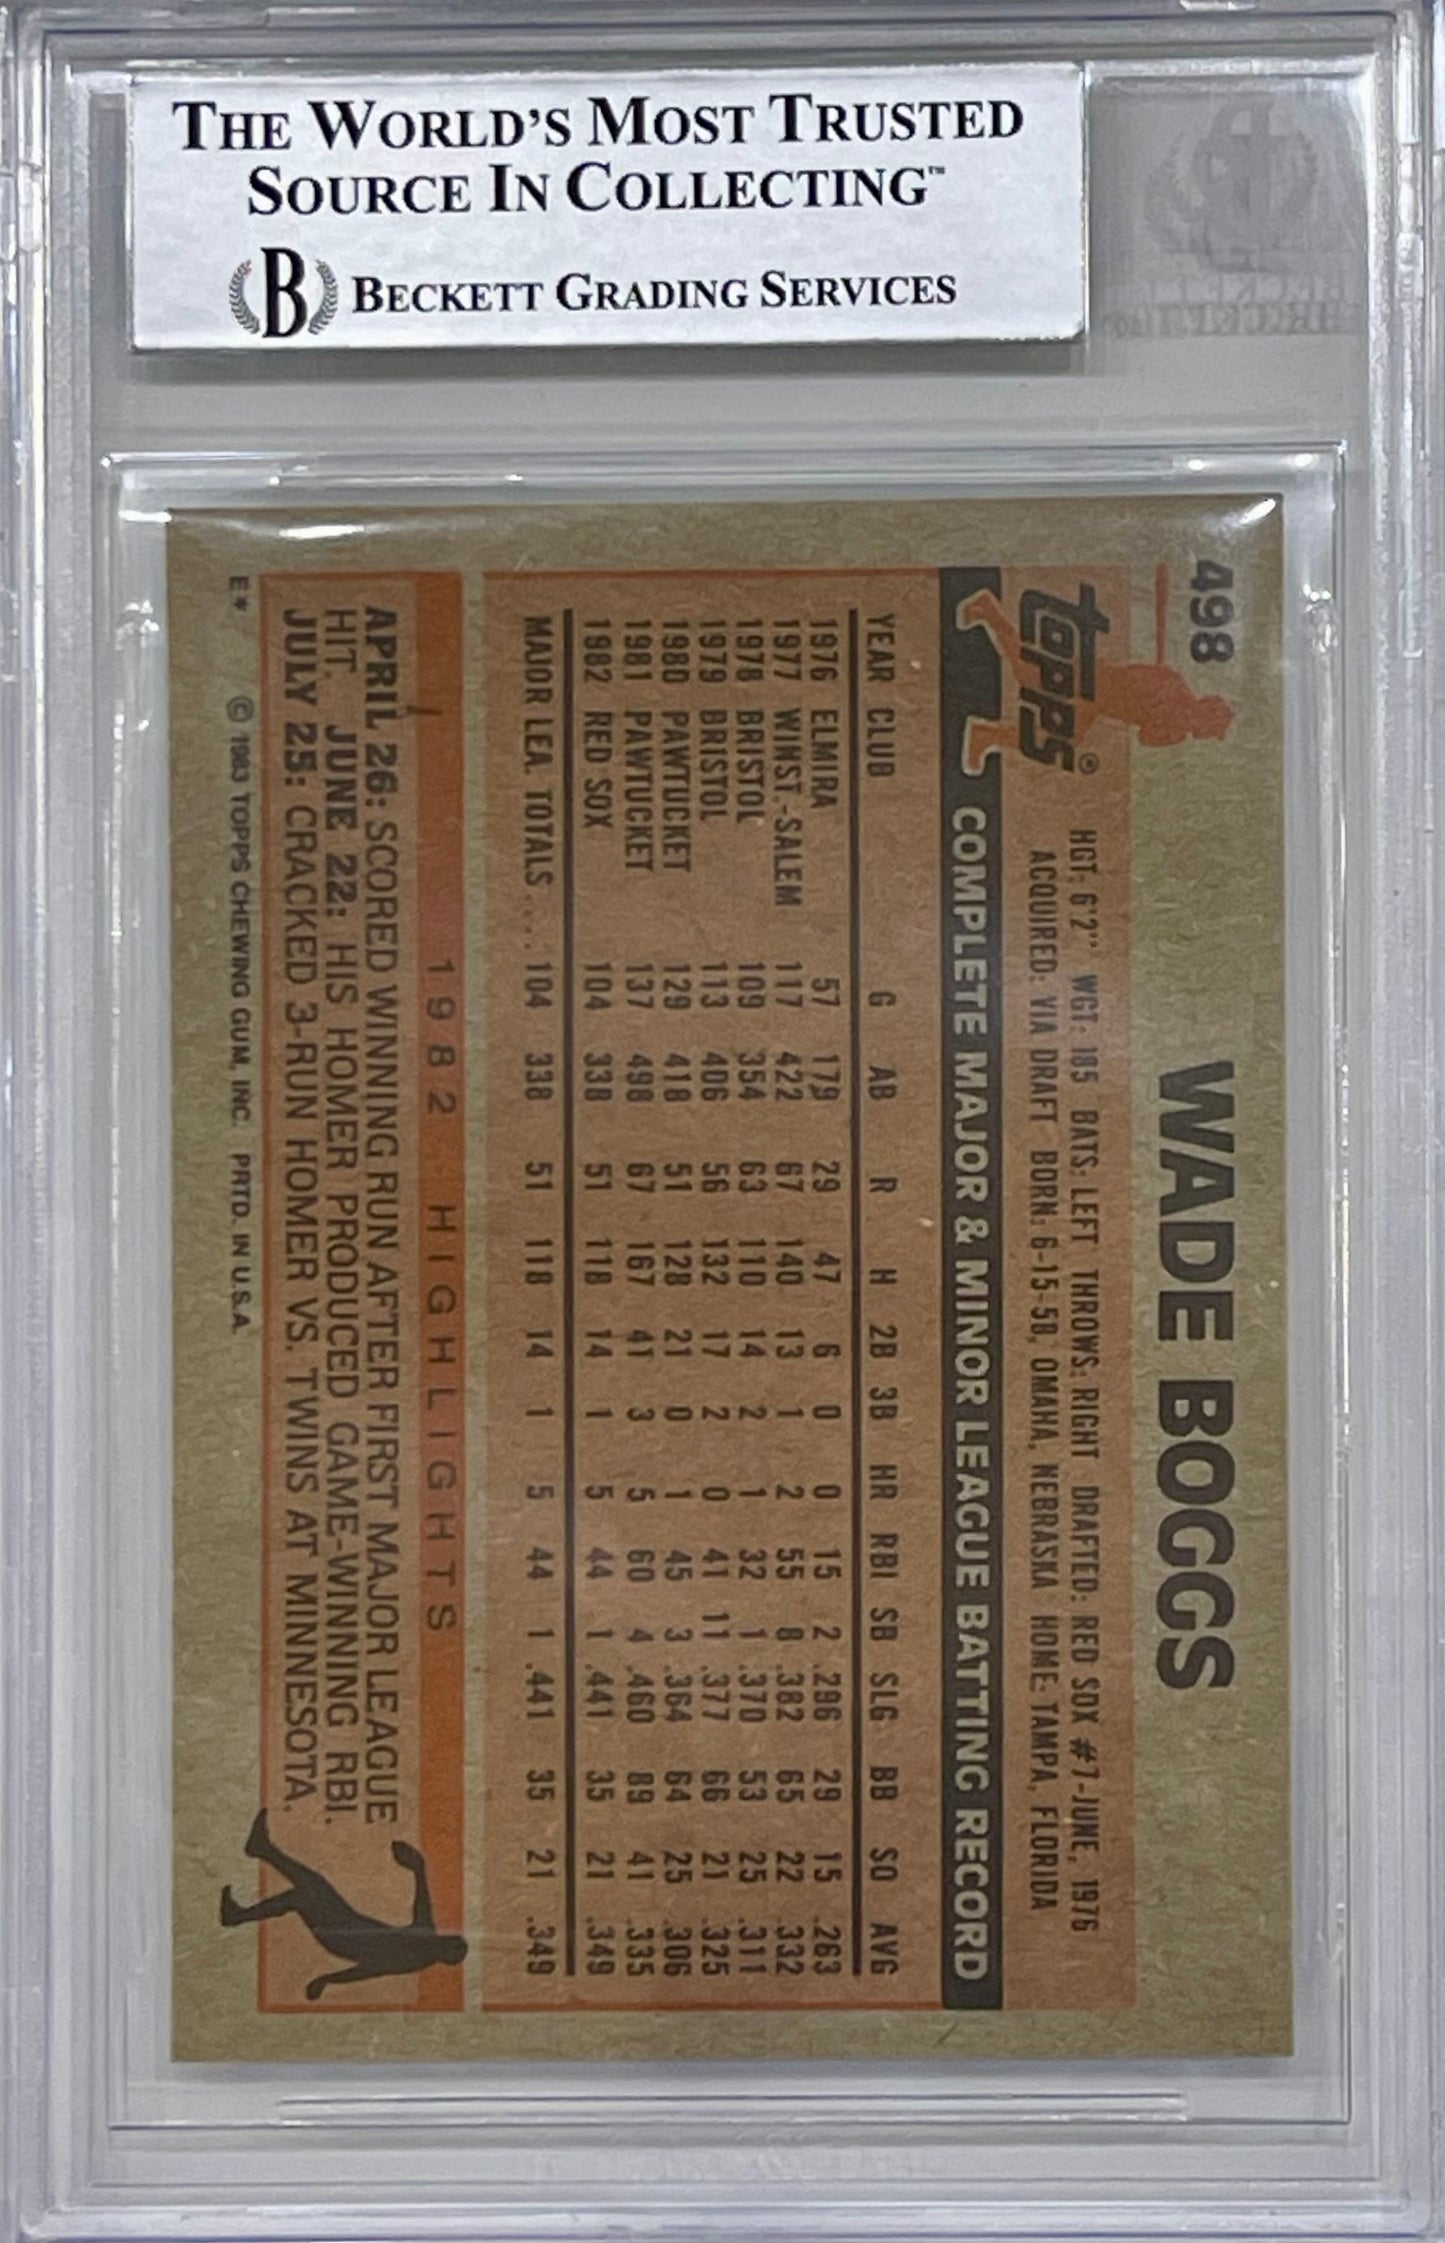 THE WORLD'S MOST TRUSTED
SOURCE IN COLLECTING™
B BECKETT GRADING SERVICES
498
WADE BOGGS
topps®
HGT: 6'2" WGT: 185 BATS: LEFT THROWS: RIGHT DRAFTED: RED SOX #7-JUNE, 1976
ACQUIRED: VIA DRAFT BORN: 6-15-58, OMAHA, NEBRASKA HOME: TAMPA, FLORIDA
COMPLETE MAJOR & MINOR LEAGUE BATTING RECORD
YEAR CLUB G AB R H 2B 3B HR RBI SB SLG BB SO AVG
1976 ELMIRA 57 179 29 47 6 0 0 15 2 .296 29 15 .263
1977 WINST.-SALEM 117 422 67 140 13 1 2 55 8 .382 65 22 .332
1978 BRISTOL 109 354 63 110 14 2 1 32 1 .370 53 25 .311
1979 BRISTOL 113 406 56 132 17 2 0 41 11 .377 66 21 .325
1980 PAWTUCKET 129 418 51 128 21 0 1 45 3 .364 64 25 .306
1981 PAWTUCKET 137 498 67 167 41 3 5 60 4 .460 89 41 .335
1982 RED SOX 104 338 51 118 14 1 5 44 1 .441 35 21 .349
MAJOR LEA. TOTALS.... 104 338 51 118 14 1 5 44 1 .441 35 21 .349
1982 HIGHLIGHTS
APRIL 26: SCORED WINNING RUN AFTER FIRST MAJOR LEAGUE
HIT. JUNE 22: HIS HOMER PRODUCED GAME-WINNING RBI.
JULY 25: CRACKED 3-RUN HOMER VS. TWINS AT MINNESOTA.
E* © 1983 TOPPS CHEWING GUM, INC. PRTD. IN U.S.A.